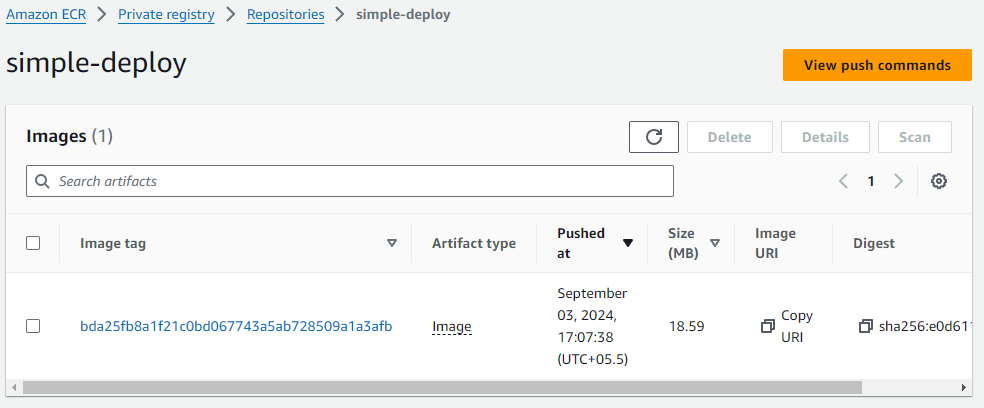 Amazon ECR > Private registry > Repositories > simple-deploy
simple-deploy
View push commands
Images (1)
Delete
Details
Scan
Search artifacts
1
Image tag
Artifact type
Pushed
at
Size
(MB)
Image
URI
Digest
bda25fb8a1f21c0bd067743a5ab728509a1a3afb
Image
September
03, 2024,
17:07:38
(UTC+05.5)
18.59
Copy
URI
sha256:e0d611